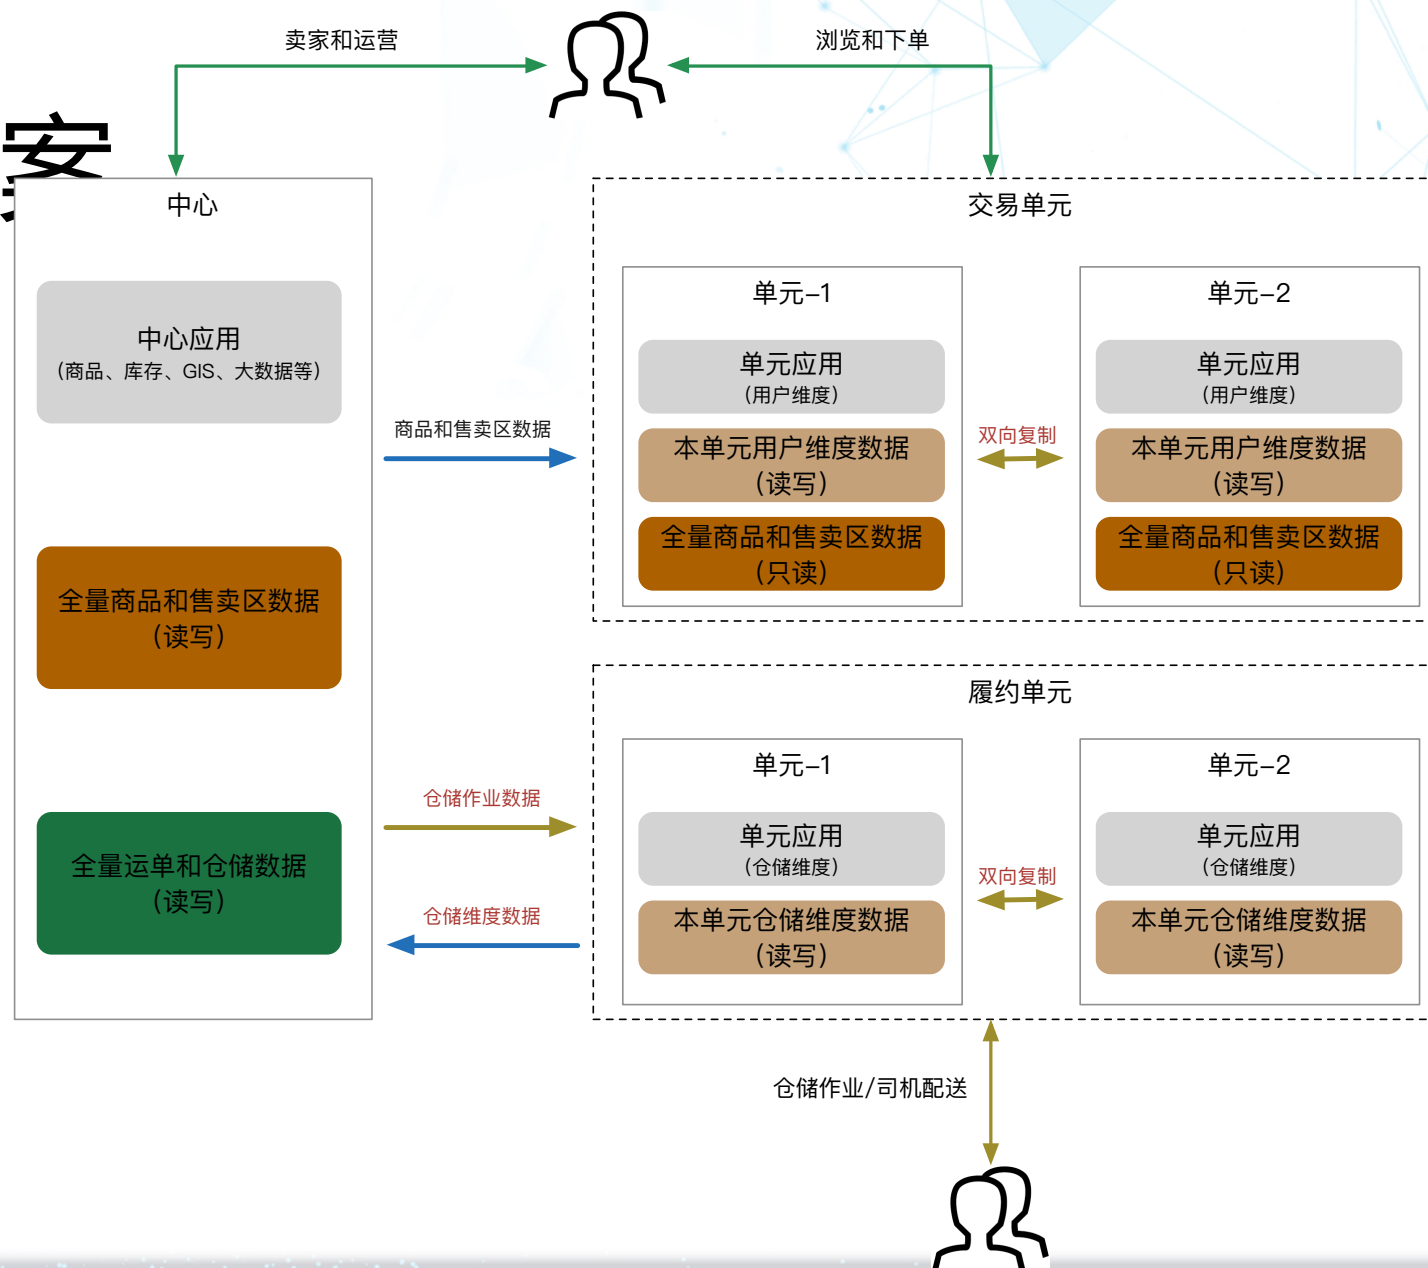 卖家和运营
浏览和下单
案
中心
中心应用
（商品、库存、GIS、大数据等）
全量商品和售卖区数据
（读写）
全量运单和仓储数据
（读写）
商品和售卖区数据
仓储作业数据
仓储维度数据
交易单元
单元-1
单元应用
（用户维度）
本单元用户维度数据
（读写）
全量商品和售卖区数据
（只读）
双向复制
单元-2
单元应用
（用户维度）
本单元用户维度数据
（读写）
全量商品和售卖区数据
（只读）
履约单元
单元-1
单元应用
（仓储维度）
本单元仓储维度数据
（读写）
双向复制
单元-2
单元应用
（仓储维度）
本单元仓储维度数据
（读写）
仓储作业/司机配送